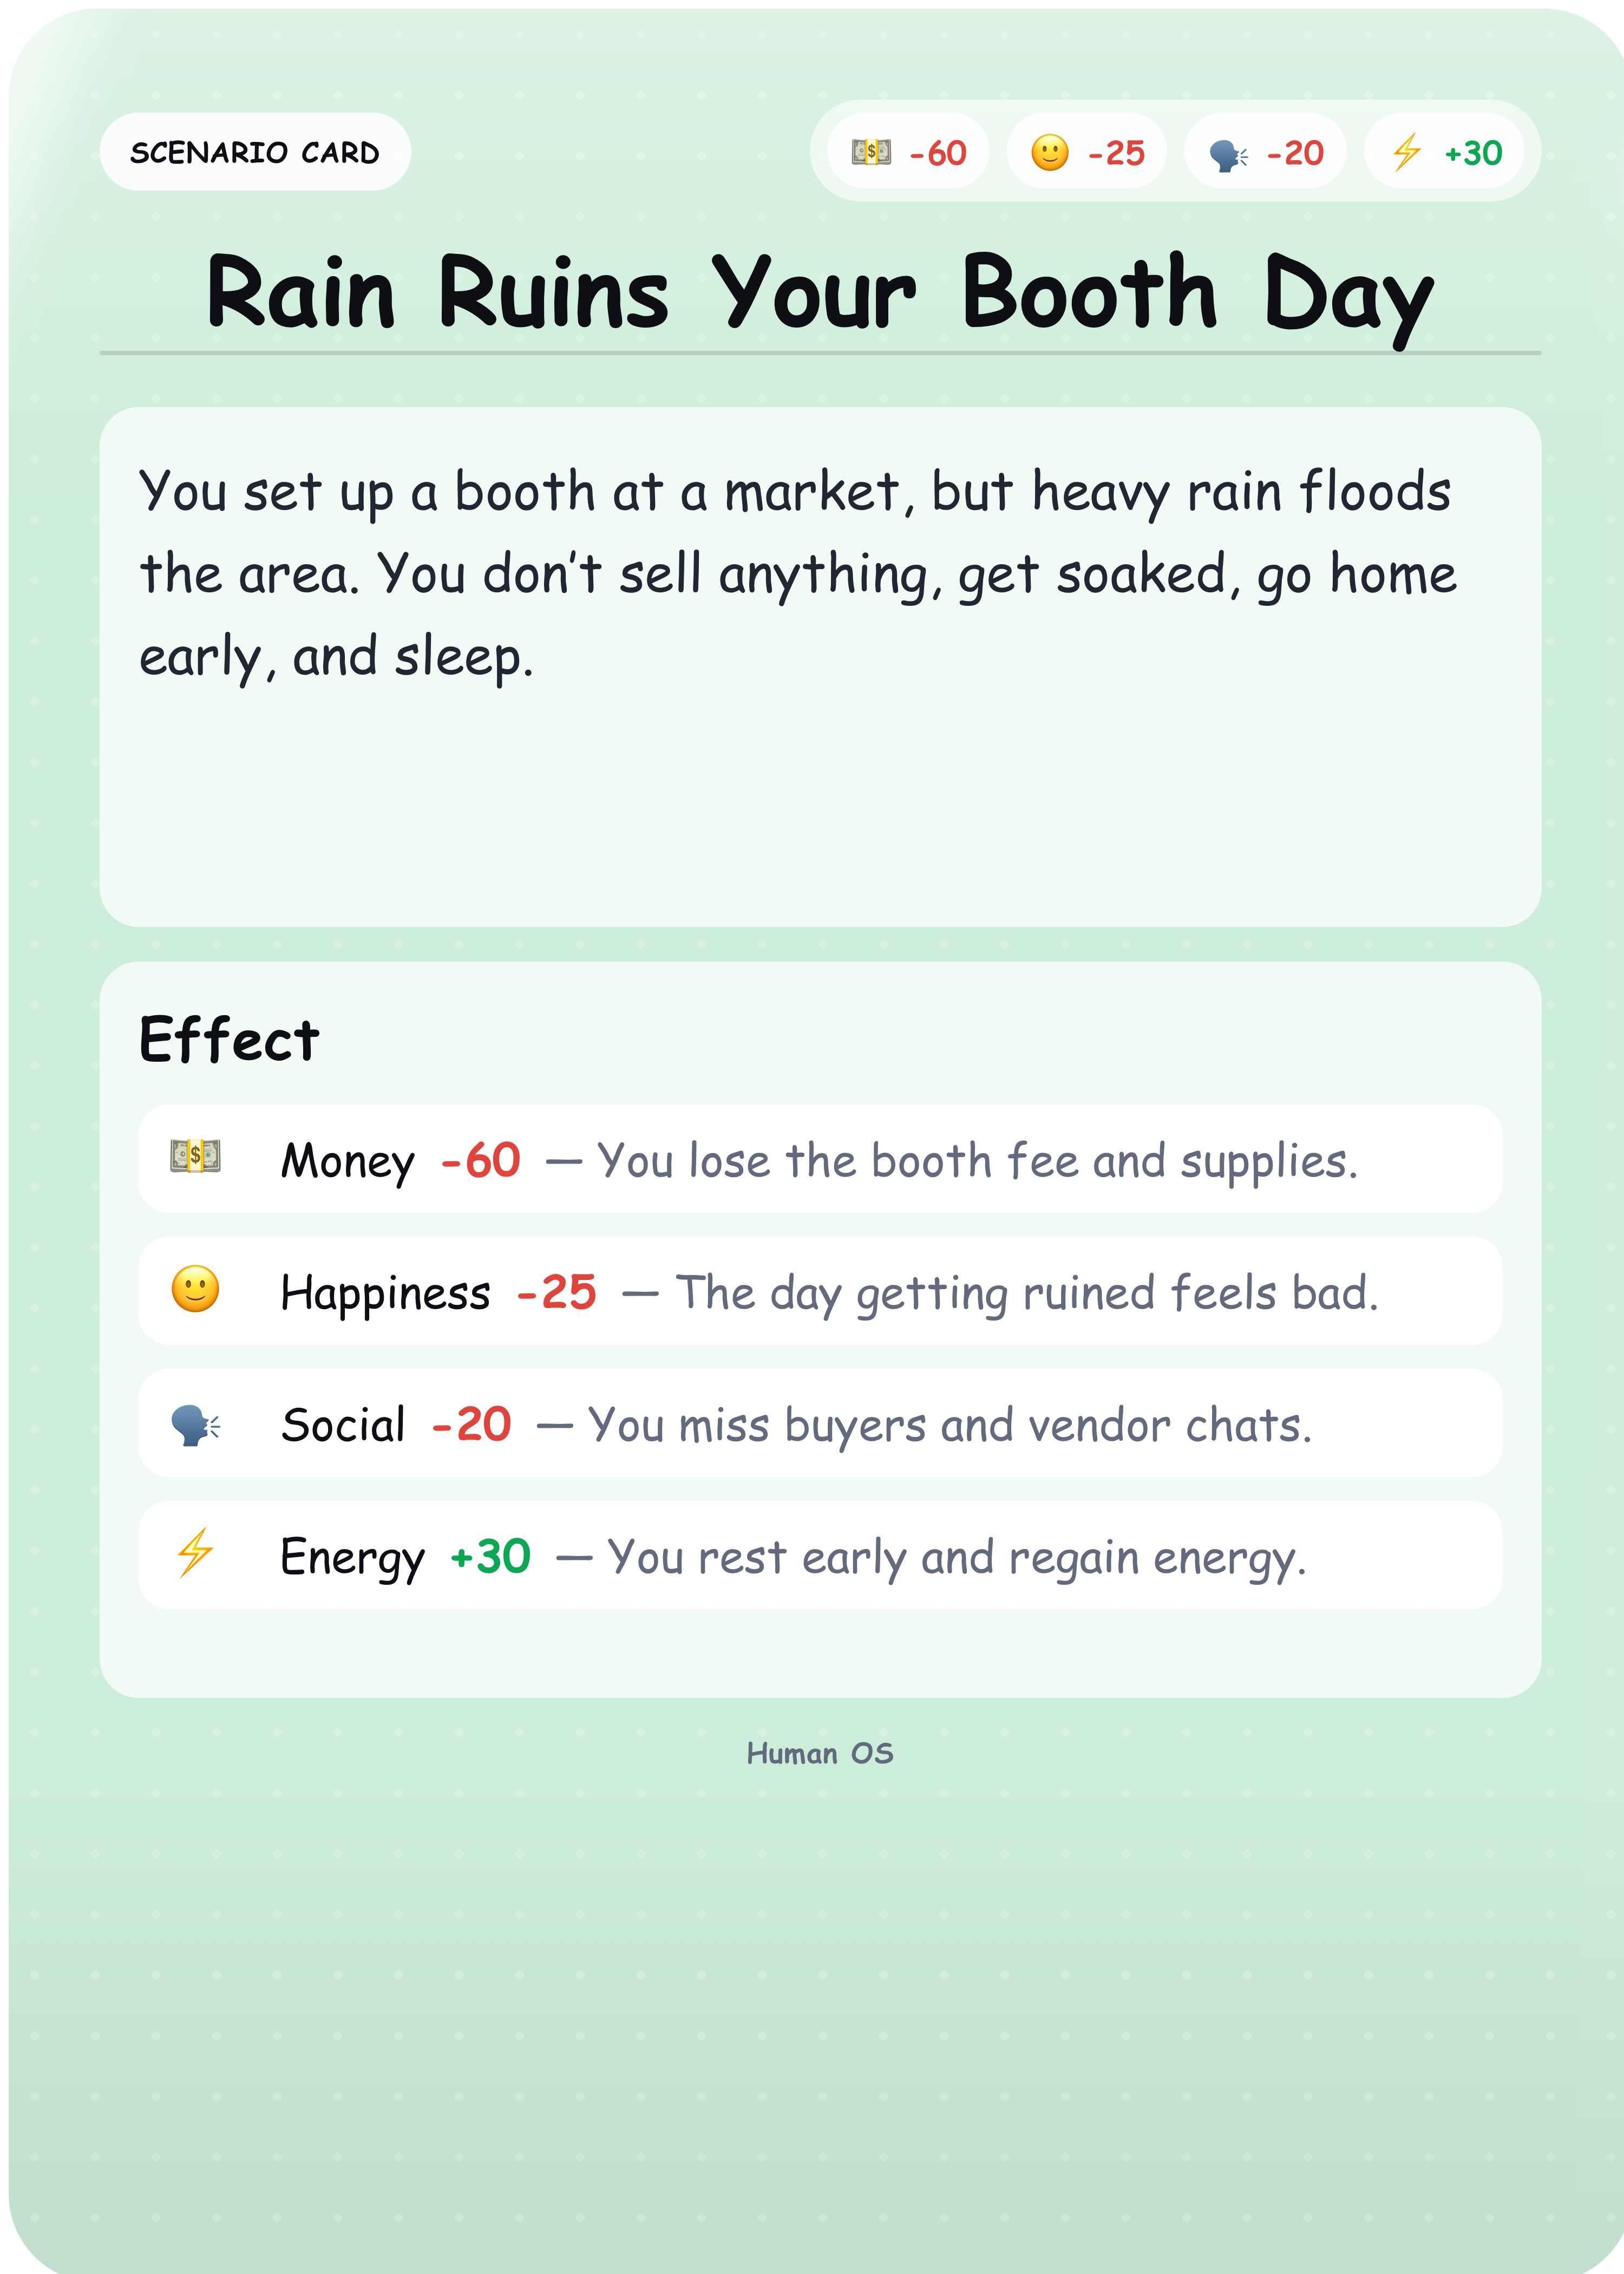 SCENARIO CARD
💵 -60 🙂 -25 🗣️ -20 ⚡ +30
Rain Ruins Your Booth Day
You set up a booth at a market, but heavy rain floods
the area. You don’t sell anything, get soaked, go home
early, and sleep.
Effect
💵 Money -60 — You lose the booth fee and supplies.
🙂 Happiness -25 — The day getting ruined feels bad.
🗣️ Social -20 — You miss buyers and vendor chats.
⚡ Energy +30 — You rest early and regain energy.
Human OS